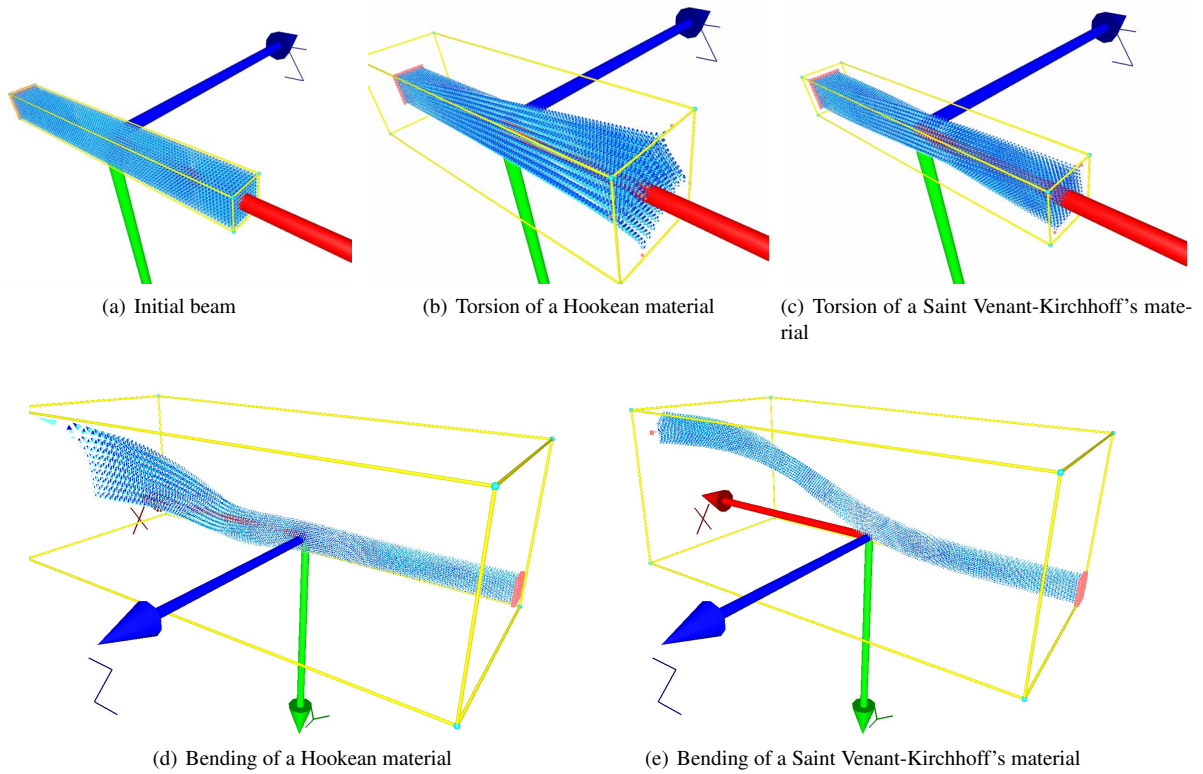 Z
Z
Z
(a) Initial beam
(b) Torsion of a Hookean material
(c) Torsion of a Saint Venant-Kirchhoff's mate-
rial
X
X
Z
Z
Y
Y
(d) Bending of a Hookean material
(e) Bending of a Saint Venant-Kirchhoff's material